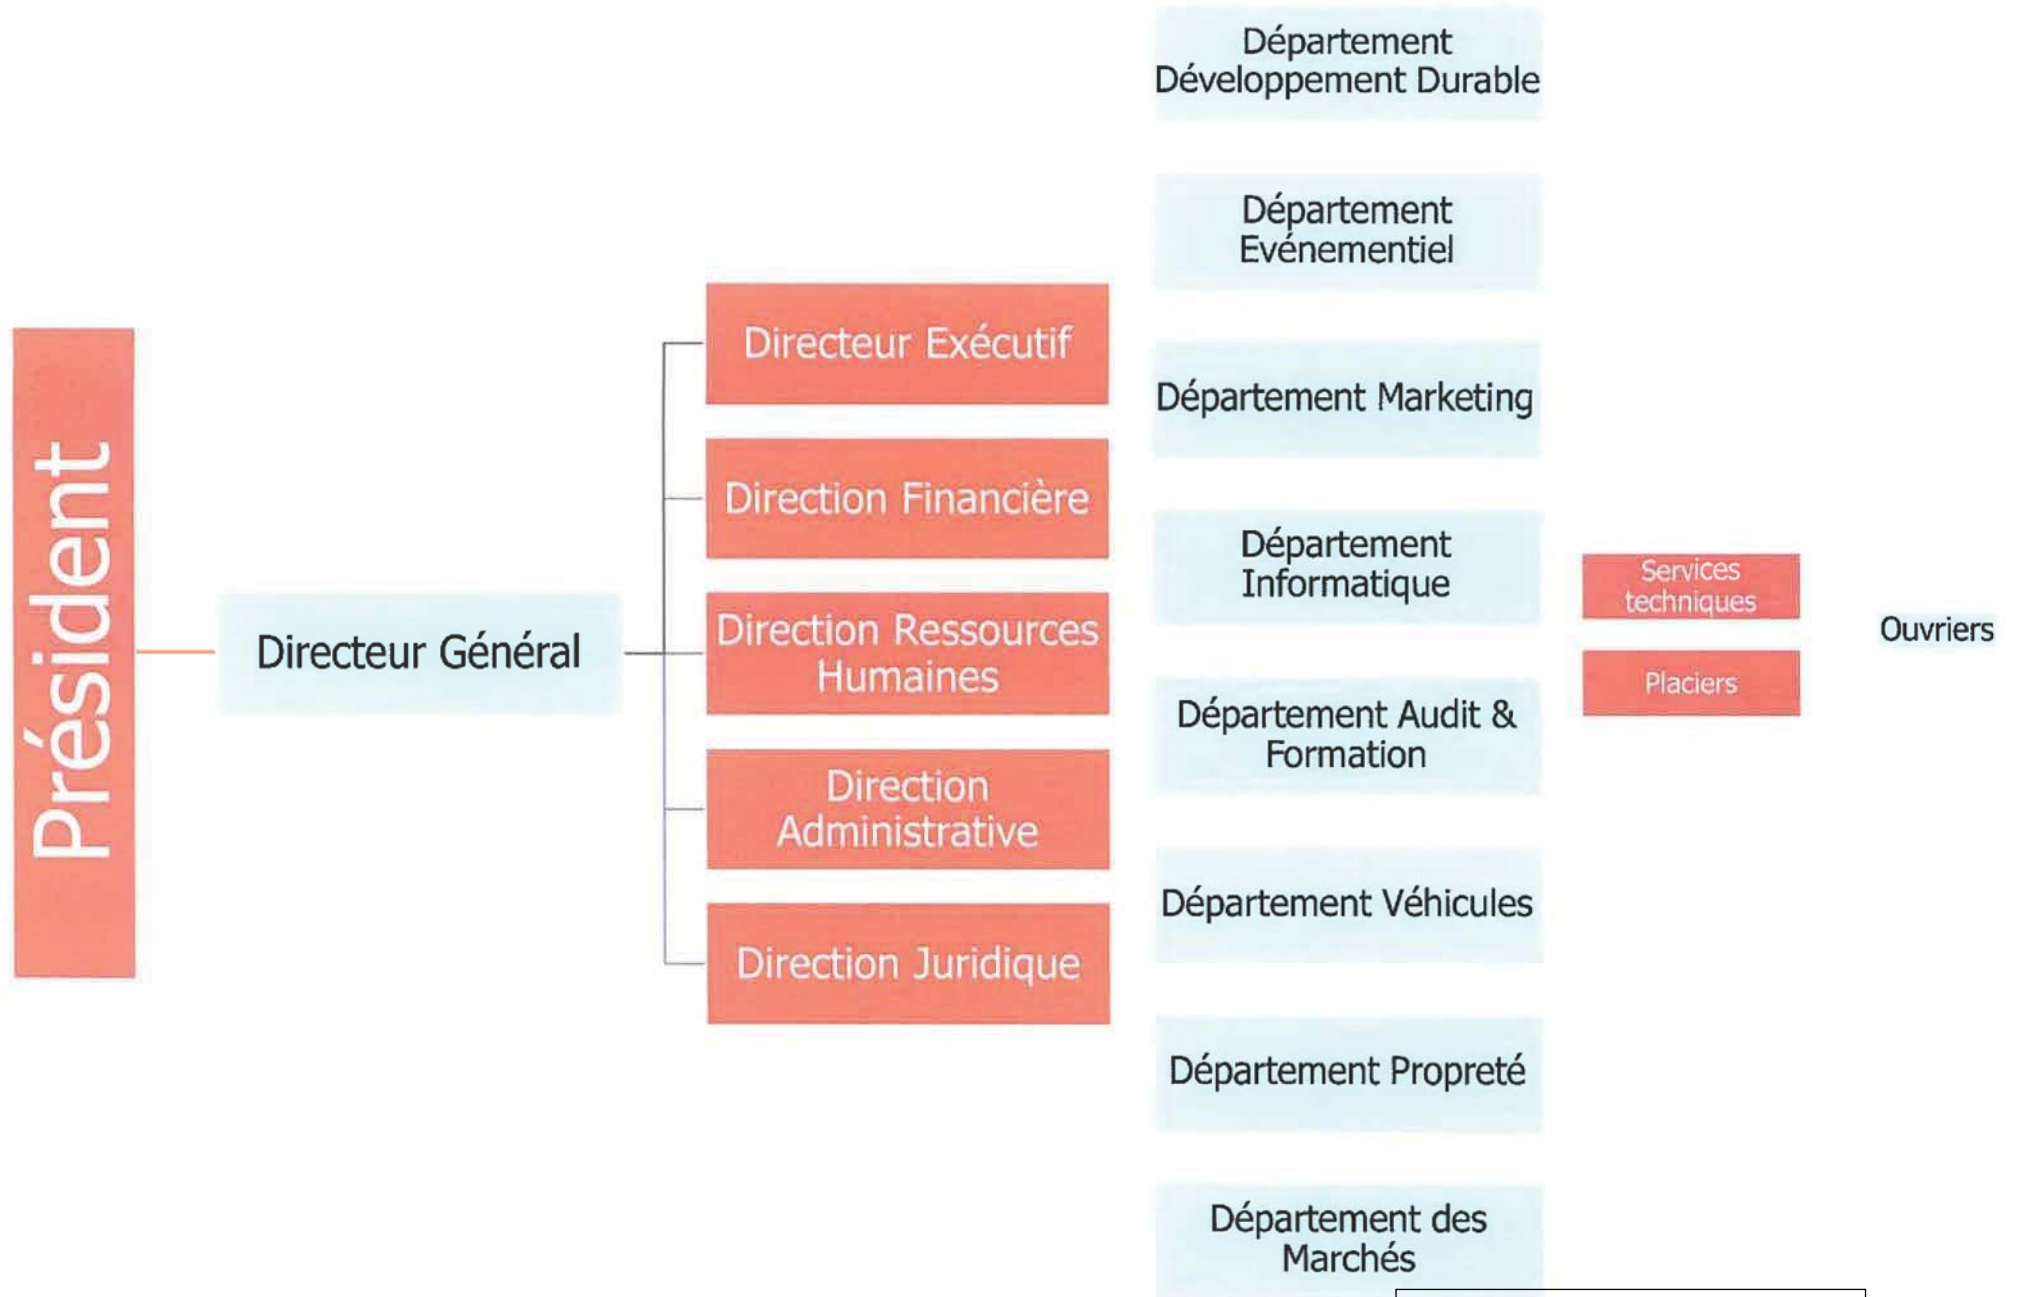 Président
Directeur Général
Directeur Exécutif
Direction Financière
Direction Ressources
Humaines
Direction
Administrative
Direction Juridique
Département
Développement Durable
Département
Evénementiel
Département Marketing
Département
Informatique
Département Audit &
Formation
Département Véhicules
Département Propreté
Département des
Marchés
Services
techniques
Placiers
Ouvriers